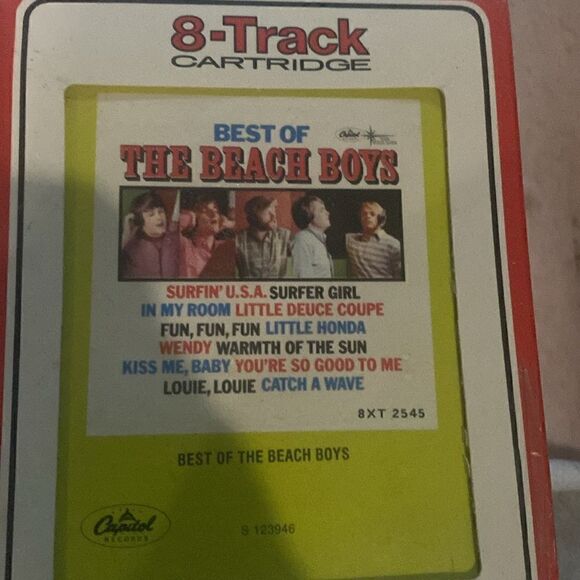 8-Track
CARTRIDGE
BEST OF
Capitol
THE BEACH BOYS
SURFIN' U.S.A. SURFER GIRL
IN MY ROOM LITTLE DEUCE COUPE
FUN, FUN, FUN LITTLE HONDA
WENDY WARMTH OF THE SUN
KISS ME, BABY YOU'RE SO GOOD TO ME
LOUIE, LOUIE CATCH A WAVE
8XT 2545
BEST OF THE BEACH BOYS
Capitol
RECORDS
S 123946